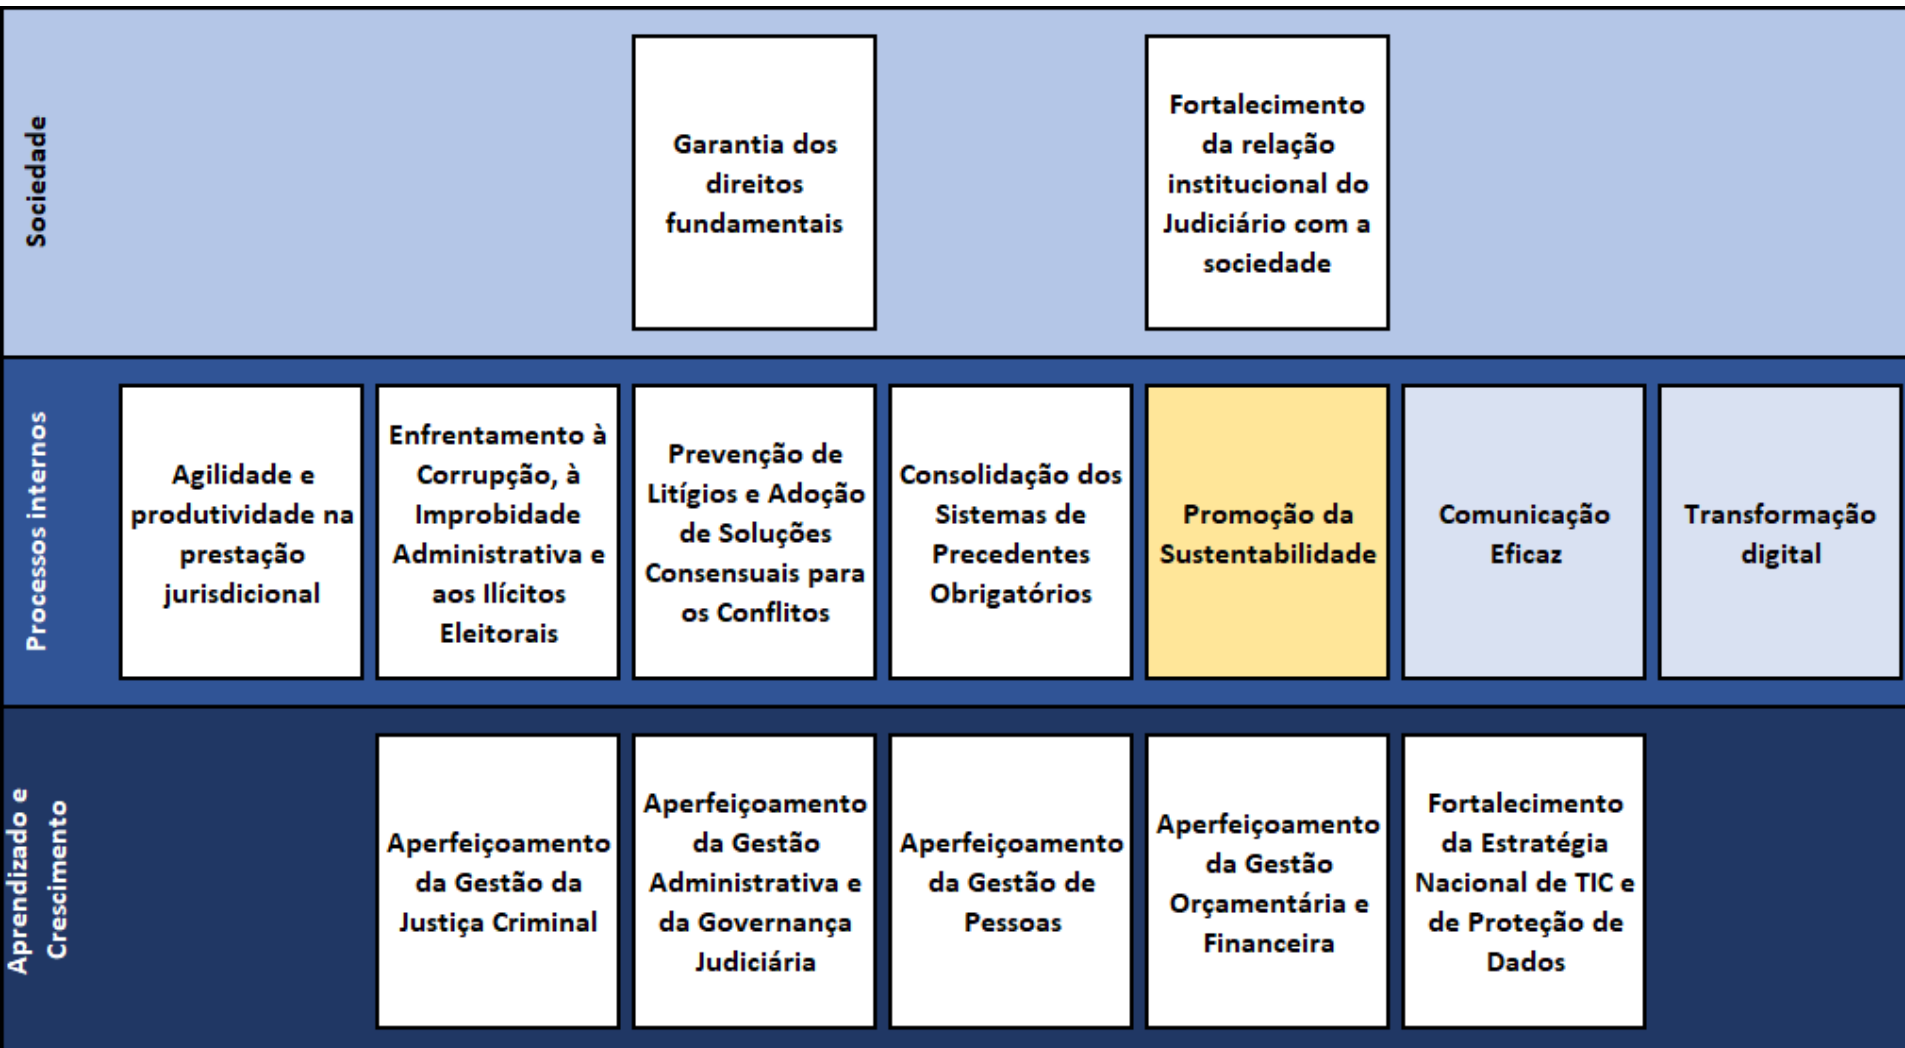 Sociedade
Garantia dos
direitos
fundamentais
Fortalecimento
da relação
institucional do
Judiciário com a
sociedade
Processos internos
Agilidade e
produtividade na
prestação
jurisdicional
Enfrentamento à
Corrupção, à
Improbidade
Administrativa e
aos Ilícitos
Eleitorais
Prevenção de
Litígios e Adoção
de Soluções
Consensuais para
os Conflitos
Consolidação dos
Sistemas de
Precedentes
Obrigatórios
Promoção da
Sustentabilidade
Comunicação
Eficaz
Transformação
digital
Aprendizado e
Crescimento
Aperfeiçoamento
da Gestão da
Justiça Criminal
Aperfeiçoamento
da Gestão
Administrativa e
da Governança
Judiciária
Aperfeiçoamento
da Gestão de
Pessoas
Aperfeiçoamento
da Gestão
Orçamentária e
Financeira
Fortalecimento
da Estratégia
Nacional de TIC e
de Proteção de
Dados